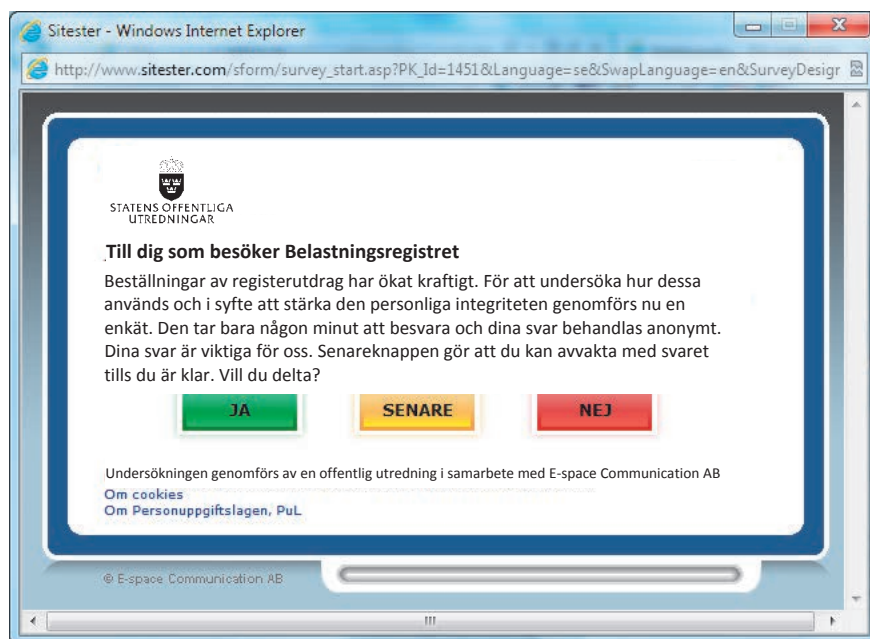 Sitester - Windows Internet Explorer
http://www.sitester.com/sform/survey_start.asp?PK_Id=1451&Language=se&SwapLanguage=en&SurveyDesigr
STATENS OFFENTLIGA
UTREDNINGAR
Till dig som besöker Belastningsregistret
Beställningar av registerutdrag har ökat kraftigt. För att undersöka hur dessa
används och i syfte att stärka den personliga integriteten genomförs nu en
enkät. Den tar bara någon minut att besvara och dina svar behandlas anonymt.
Dina svar är viktiga för oss. Senareknappen gör att du kan avvakta med svaret
tills du är klar. Vill du delta?
JA SENARE NEJ
Undersökningen genomförs av en offentlig utredning i samarbete med E-space Communication AB
Om cookies
Om Personuppgiftslagen, PuL
© E-space Communication AB